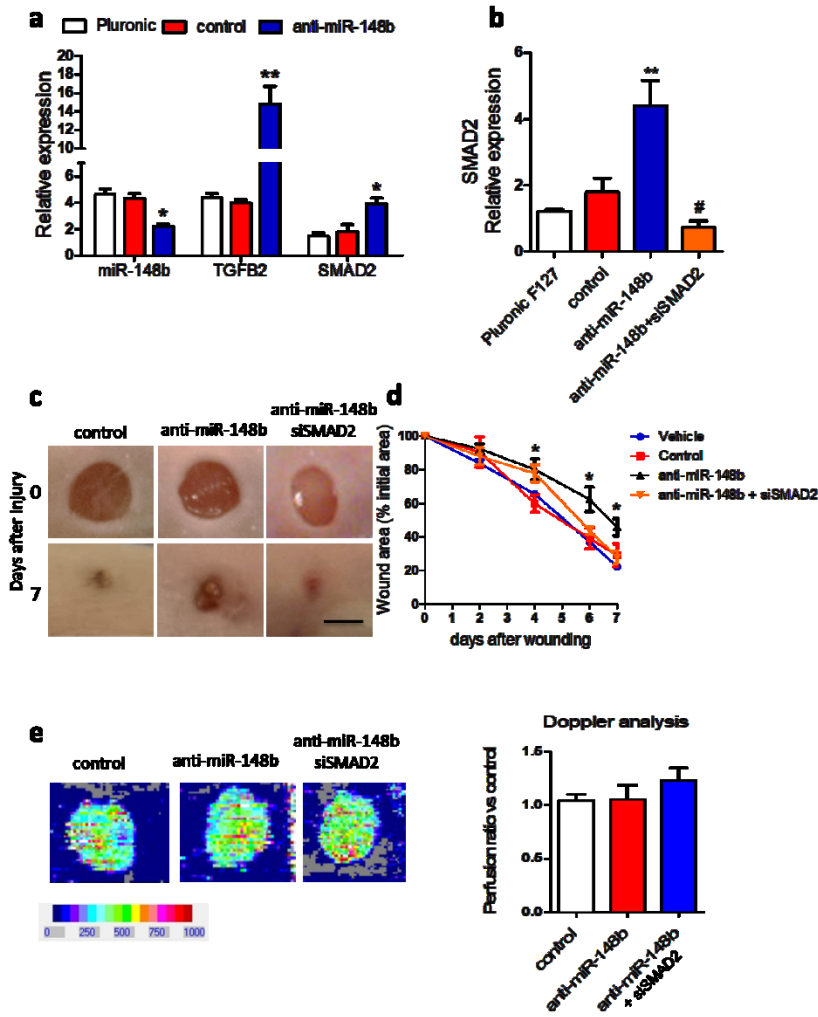 a
Pluronic control anti-miR-148b
Relative expression
20
18
16
14
12
10
8
6
4
2
0
**
*
*
miR-148b TGFB2 SMAD2
b
SMAD2
Relative expression
6
4
2
0
**
#
Pluronic F127
control
anti-miR-148b
anti-miR-148b+siSMAD2
c
control anti-miR-148b anti-miR-148b
siSMAD2
Days after injury
0
7
d
Wound area (% initial area)
100
80
60
40
20
0
* * *
0 1 2 3 4 5 6 7
days after wounding
Vehicle
Control
anti-miR-148b
anti-miR-148b + siSMAD2
e
control anti-miR-148b anti-miR-148b
siSMAD2
0 250 500 750 1000
Doppler analysis
Perfusion ratio vs control
1.5
1.0
0.5
0.0
control
anti-miR-148b
anti-miR-148b
+ siSMAD2